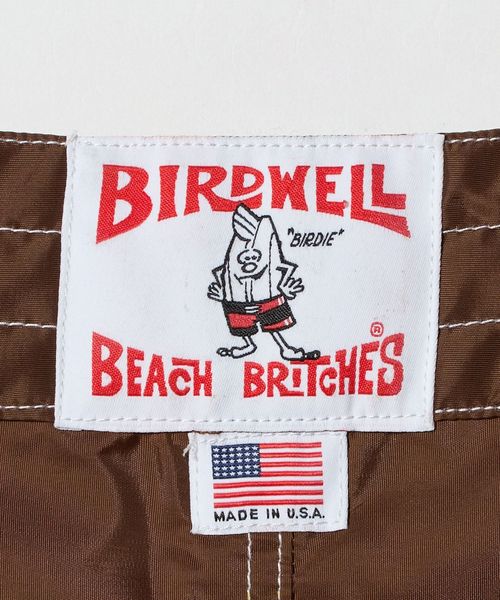 BIRDWELL
"BIRDIE"
BEACH BRITCHES®
MADE IN U.S.A.